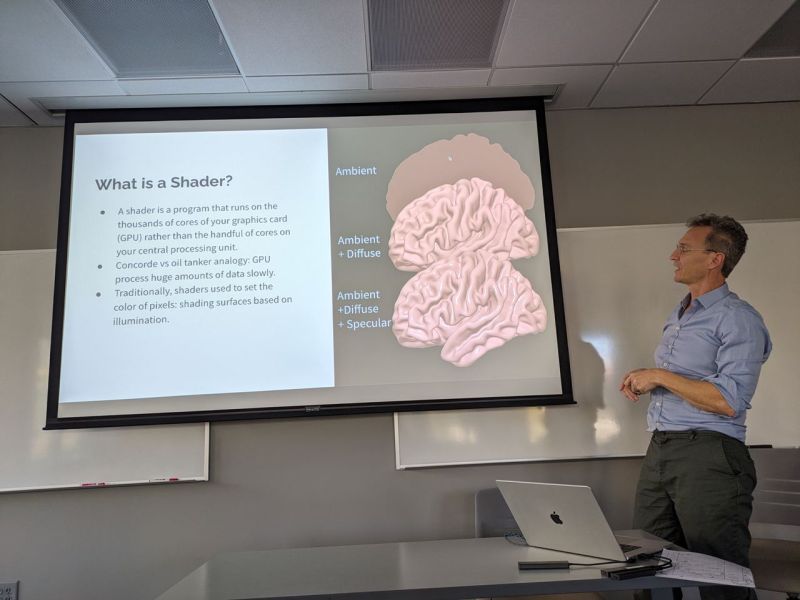 What is a Shader?
● A shader is a program that runs on the
thousands of cores of your graphics card
(GPU) rather than the handful of cores on
your central processing unit.
● Concorde vs oil tanker analogy: GPU
process huge amounts of data slowly.
● Traditionally, shaders used to set the
color of pixels: shading surfaces based on
illumination.
Ambient
Ambient
+ Diffuse
Ambient
+Diffuse
+ Specular